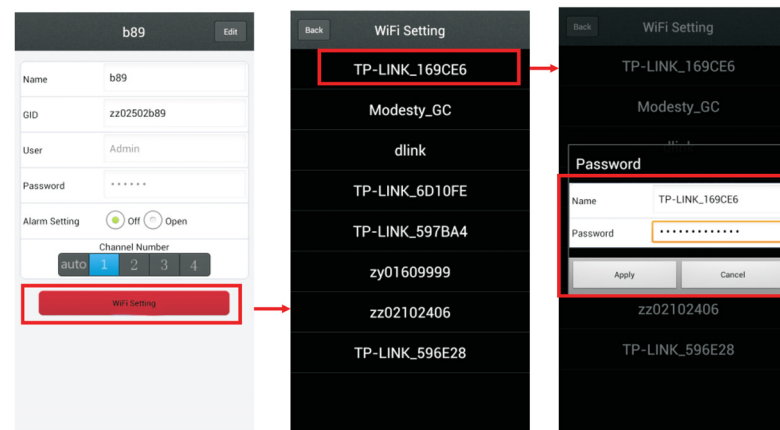 b89
Edit
Name b89
GID zz02502b89
User Admin
Password ••••••
Alarm Setting Off Open
Channel Number
auto 1 2 3 4
WiFi Setting
Back WiFi Setting
TP-LINK_169CE6
Modesty_GC
dlink
TP-LINK_6D10FE
TP-LINK_597BA4
zy01609999
zz02102406
TP-LINK_596E28
Back WiFi Setting
TP-LINK_169CE6
Modesty_GC
dlink
Password
Name TP-LINK_169CE6
Password •••••••••••••
Apply Cancel
zz02102406
TP-LINK_596E28